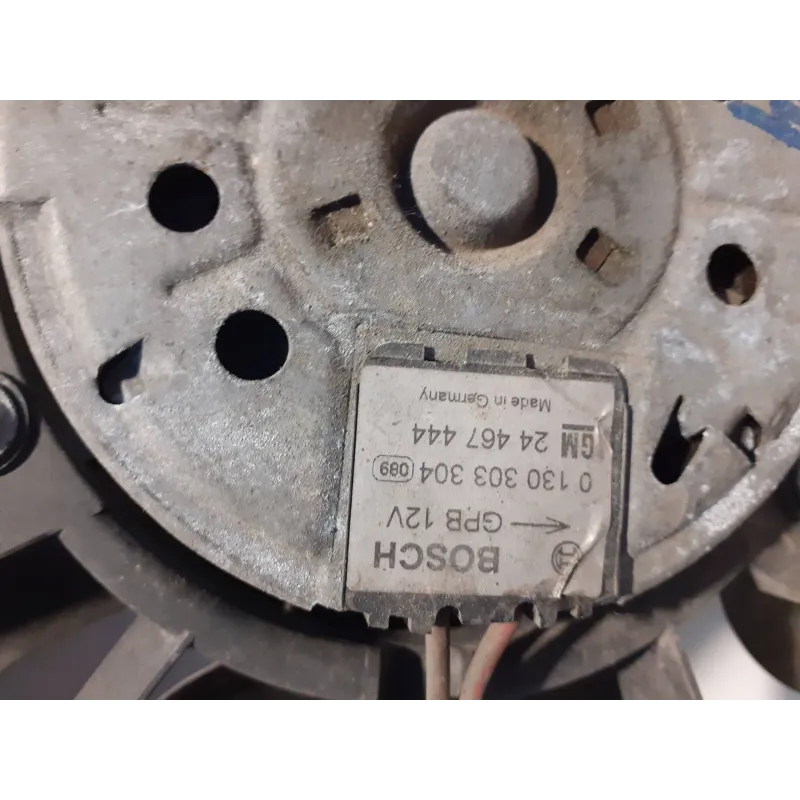 BOSCH
← GPB 12V
0 130 303 304 089
GM 24 467 444
Made in Germany